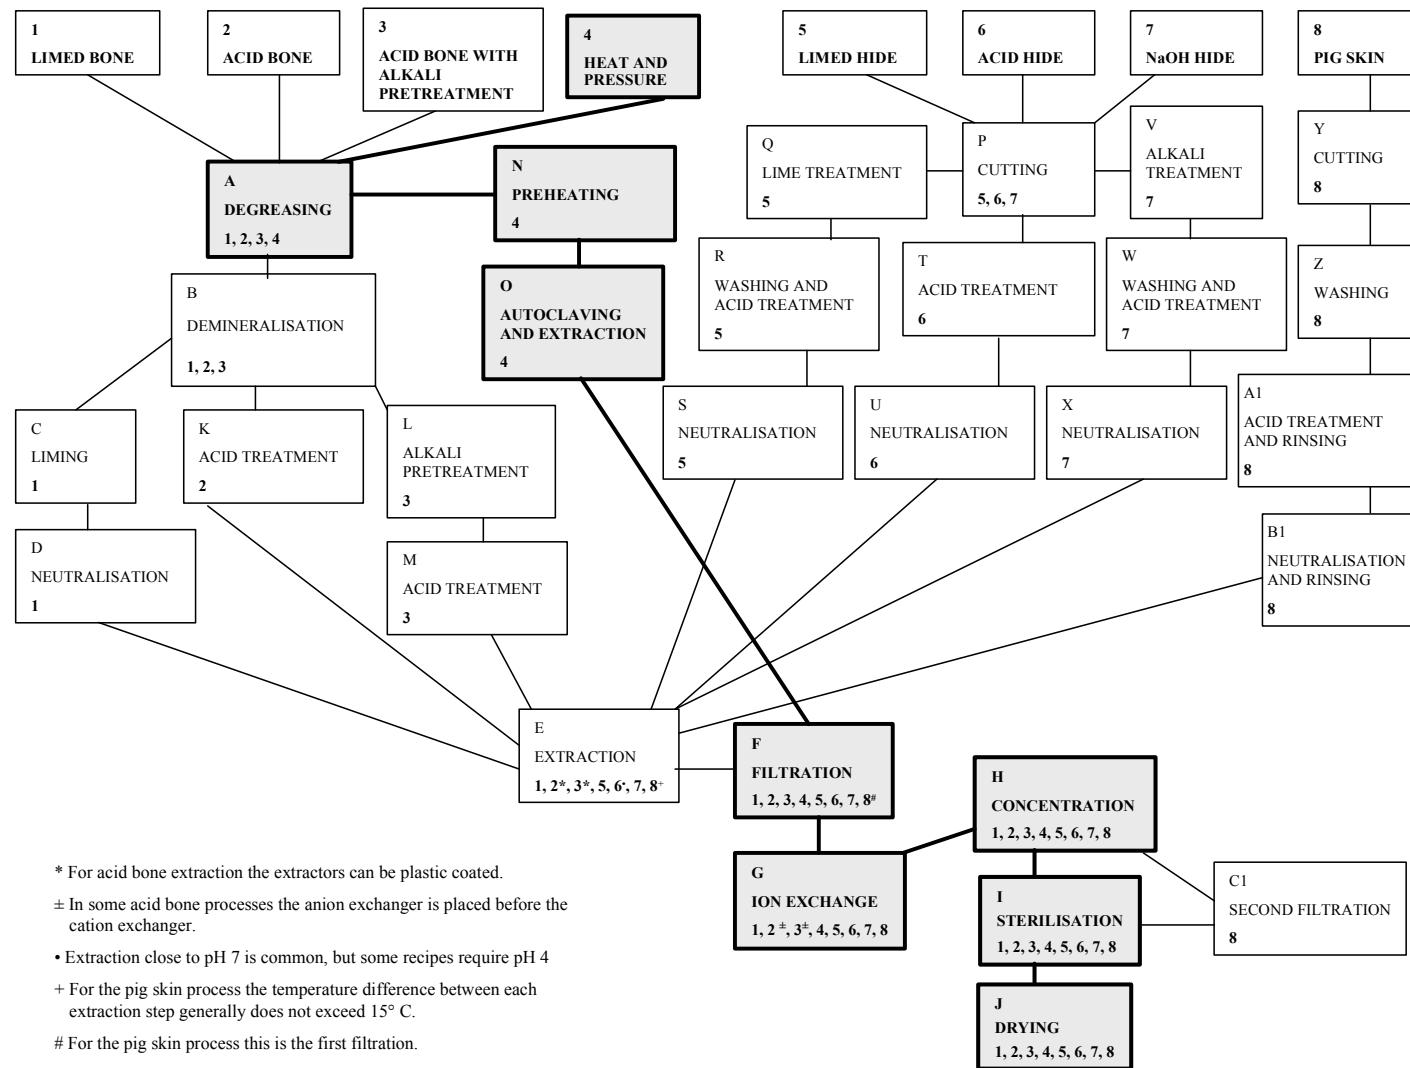 1
LIMED BONE
2
ACID BONE
3
ACID BONE WITH
ALKALI
PRETREATMENT
4
HEAT AND
PRESSURE
5
LIMED HIDE
6
ACID HIDE
7
NaOH HIDE
8
PIG SKIN
A
DEGREASING
1, 2, 3, 4
N
PREHEATING
4
Q
LIME TREATMENT
5
P
CUTTING
5, 6, 7
V
ALKALI
TREATMENT
7
Y
CUTTING
8
B
DEMINERALISATION
1, 2, 3
O
AUTOCLAVING
AND EXTRACTION
4
R
WASHING AND
ACID TREATMENT
5
T
ACID TREATMENT
6
W
WASHING AND
ACID TREATMENT
7
Z
WASHING
8
C
LIMING
1
K
ACID TREATMENT
2
L
ALKALI
PRETREATMENT
3
S
NEUTRALISATION
5
U
NEUTRALISATION
6
X
NEUTRALISATION
7
A1
ACID TREATMENT
AND RINSING
8
D
NEUTRALISATION
1
M
ACID TREATMENT
3
B1
NEUTRALISATION
AND RINSING
8
E
EXTRACTION
1, 2*, 3*, 5, 6•, 7, 8+
F
FILTRATION
1, 2, 3, 4, 5, 6, 7, 8#
H
CONCENTRATION
1, 2, 3, 4, 5, 6, 7, 8
G
ION EXCHANGE
1, 2 ±, 3±, 4, 5, 6, 7, 8
I
STERILISATION
1, 2, 3, 4, 5, 6, 7, 8
C1
SECOND FILTRATION
8
J
DRYING
1, 2, 3, 4, 5, 6, 7, 8
* For acid bone extraction the extractors can be plastic coated.
± In some acid bone processes the anion exchanger is placed before the
cation exchanger.
• Extraction close to pH 7 is common, but some recipes require pH 4
+ For the pig skin process the temperature difference between each
extraction step generally does not exceed 15° C.
# For the pig skin process this is the first filtration.